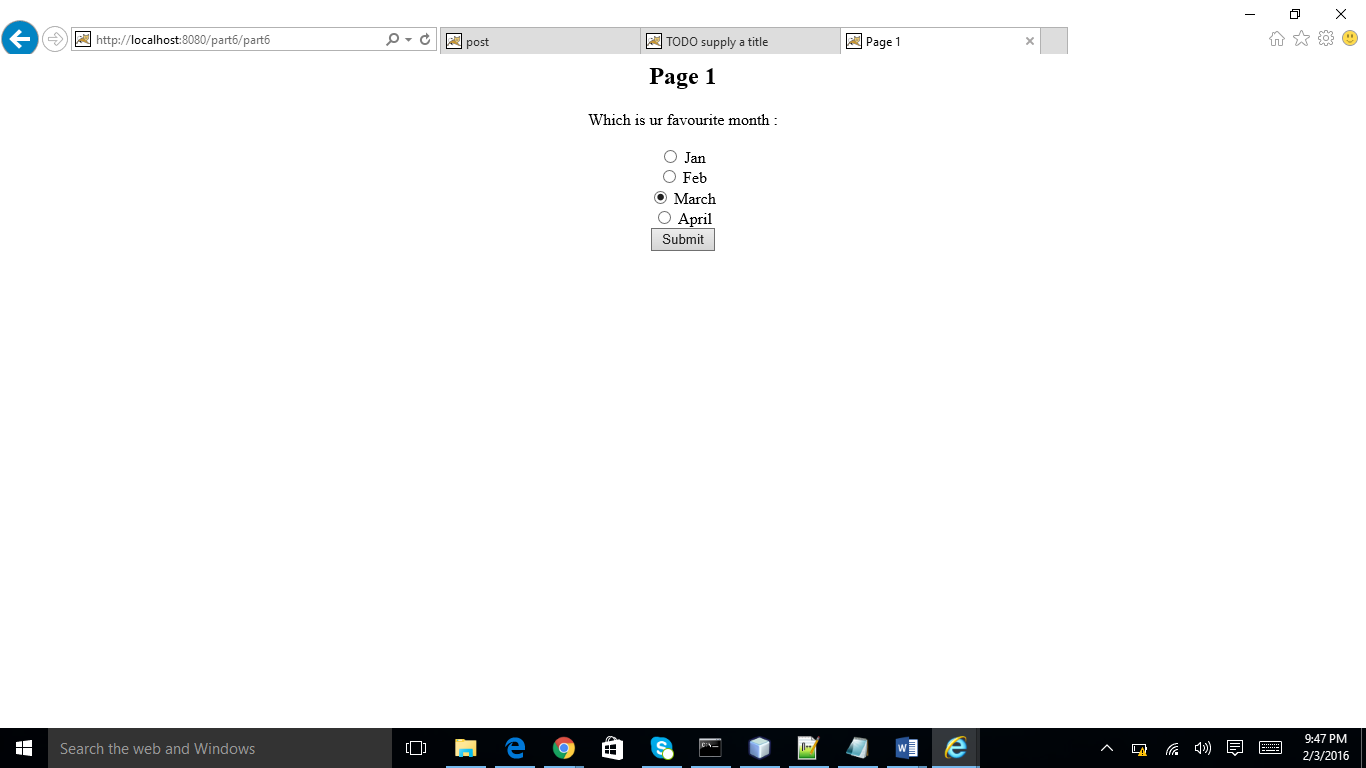 http://localhost:8080/part6/part6
post
TODO supply a title
Page 1
Page 1
Which is ur favourite month :
Jan
Feb
March
April
Submit
Search the web and Windows
9:47 PM
2/3/2016